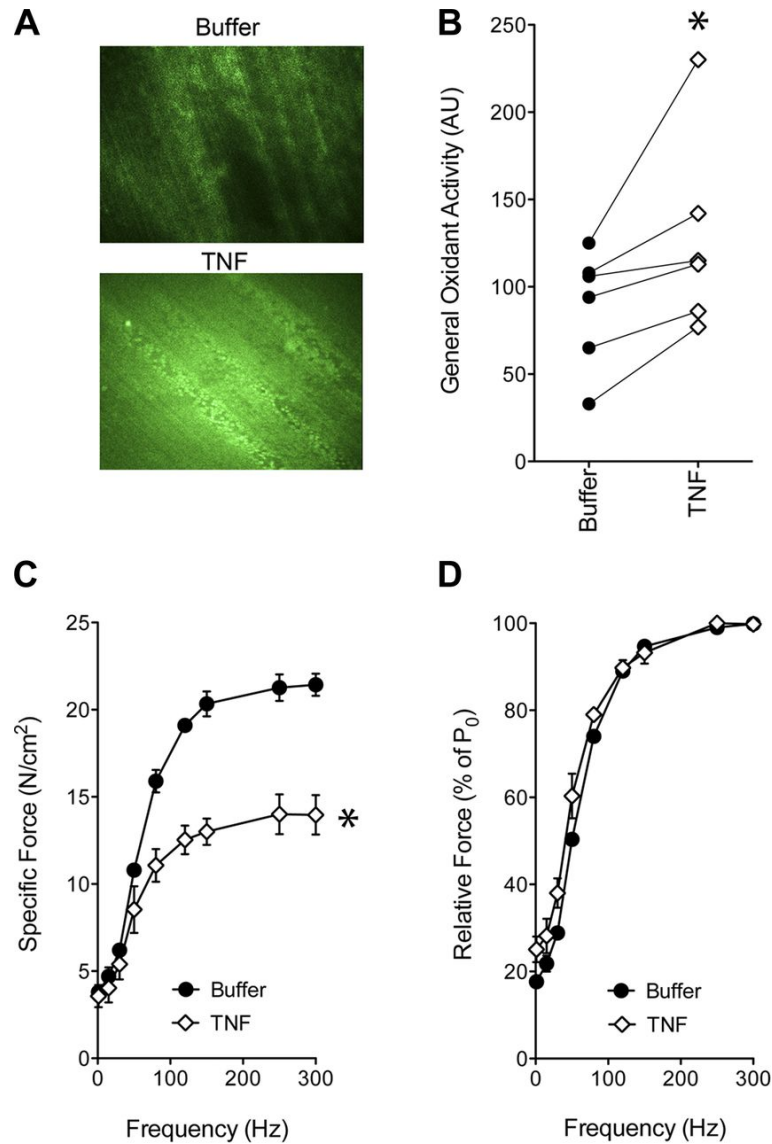 A
Buffer
TNF
B
*
General Oxidant Activity (AU)
250
200
150
100
50
0
Buffer
TNF
C
Specific Force (N/cm²)
25
20
15
10
5
0
*
Buffer
TNF
0 100 200 300
Frequency (Hz)
D
Relative Force (% of P₀)
100
80
60
40
20
0
Buffer
TNF
0 100 200 300
Frequency (Hz)